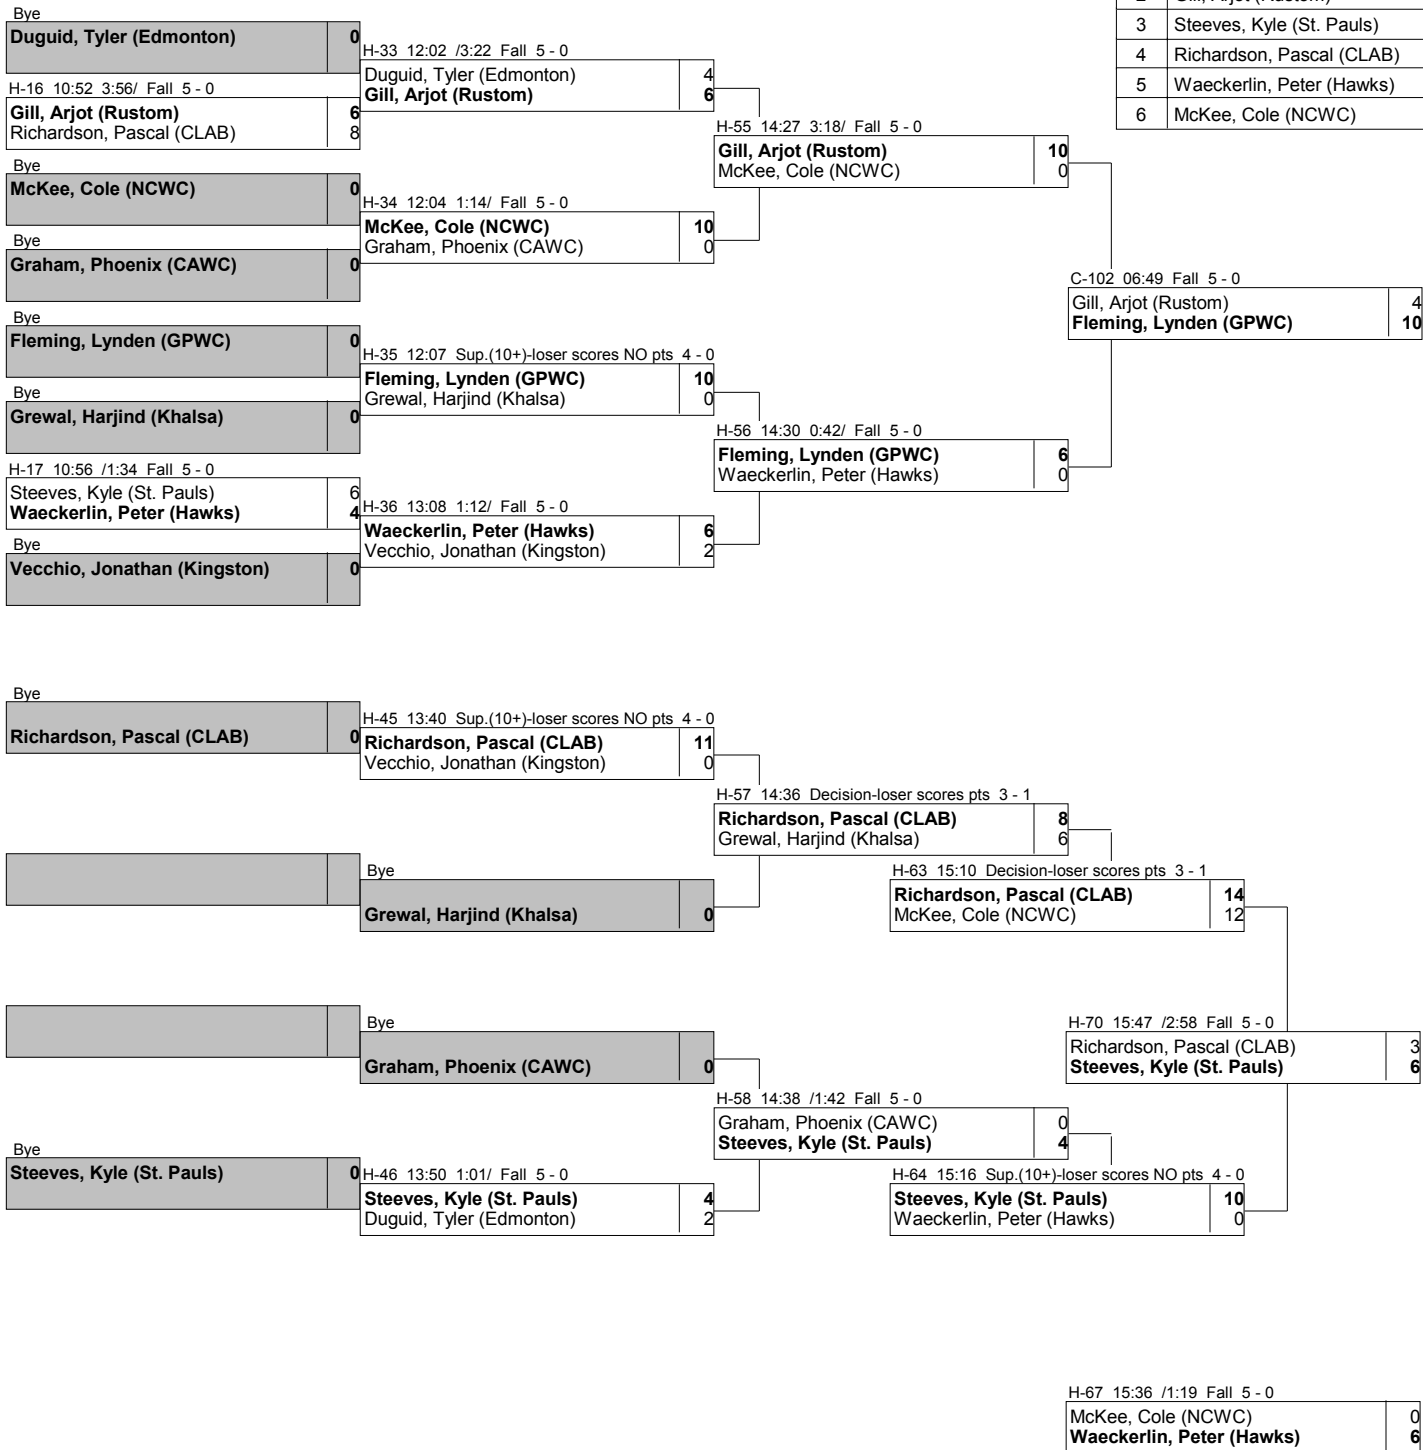 2 Gill, Arjot (Rustom)
3 Steeves, Kyle (St. Pauls)
4 Richardson, Pascal (CLAB)
5 Waeckerlin, Peter (Hawks)
6 McKee, Cole (NCWC)
Bye
Duguid, Tyler (Edmonton) 0
H-16 10:52 3:56/ Fall 5 - 0
Gill, Arjot (Rustom) 6
Richardson, Pascal (CLAB) 8
Bye
McKee, Cole (NCWC) 0
Bye
Graham, Phoenix (CAWC) 0
Bye
Fleming, Lynden (GPWC) 0
Bye
Grewal, Harjind (Khalsa) 0
H-17 10:56 /1:34 Fall 5 - 0
Steeves, Kyle (St. Pauls) 6
Waeckerlin, Peter (Hawks) 4
Bye
Vecchio, Jonathan (Kingston) 0
H-33 12:02 /3:22 Fall 5 - 0
Duguid, Tyler (Edmonton) 4
Gill, Arjot (Rustom) 6
H-34 12:04 1:14/ Fall 5 - 0
McKee, Cole (NCWC) 10
Graham, Phoenix (CAWC) 0
H-35 12:07 Sup.(10+)-loser scores NO pts 4 - 0
Fleming, Lynden (GPWC) 10
Grewal, Harjind (Khalsa) 0
H-36 13:08 1:12/ Fall 5 - 0
Waeckerlin, Peter (Hawks) 6
Vecchio, Jonathan (Kingston) 2
H-55 14:27 3:18/ Fall 5 - 0
Gill, Arjot (Rustom) 10
McKee, Cole (NCWC) 0
H-56 14:30 0:42/ Fall 5 - 0
Fleming, Lynden (GPWC) 6
Waeckerlin, Peter (Hawks) 0
C-102 06:49 Fall 5 - 0
Gill, Arjot (Rustom) 4
Fleming, Lynden (GPWC) 10
Bye
Richardson, Pascal (CLAB) 0
Bye
Steeves, Kyle (St. Pauls) 0
H-45 13:40 Sup.(10+)-loser scores NO pts 4 - 0
Richardson, Pascal (CLAB) 11
Vecchio, Jonathan (Kingston) 0
Bye
Grewal, Harjind (Khalsa) 0
Bye
Graham, Phoenix (CAWC) 0
H-46 13:50 1:01/ Fall 5 - 0
Steeves, Kyle (St. Pauls) 4
Duguid, Tyler (Edmonton) 2
H-57 14:36 Decision-loser scores pts 3 - 1
Richardson, Pascal (CLAB) 8
Grewal, Harjind (Khalsa) 6
H-58 14:38 /1:42 Fall 5 - 0
Graham, Phoenix (CAWC) 0
Steeves, Kyle (St. Pauls) 4
H-63 15:10 Decision-loser scores pts 3 - 1
Richardson, Pascal (CLAB) 14
McKee, Cole (NCWC) 12
H-64 15:16 Sup.(10+)-loser scores NO pts 4 - 0
Steeves, Kyle (St. Pauls) 10
Waeckerlin, Peter (Hawks) 0
H-70 15:47 /2:58 Fall 5 - 0
Richardson, Pascal (CLAB) 3
Steeves, Kyle (St. Pauls) 6
H-67 15:36 /1:19 Fall 5 - 0
McKee, Cole (NCWC) 0
Waeckerlin, Peter (Hawks) 6